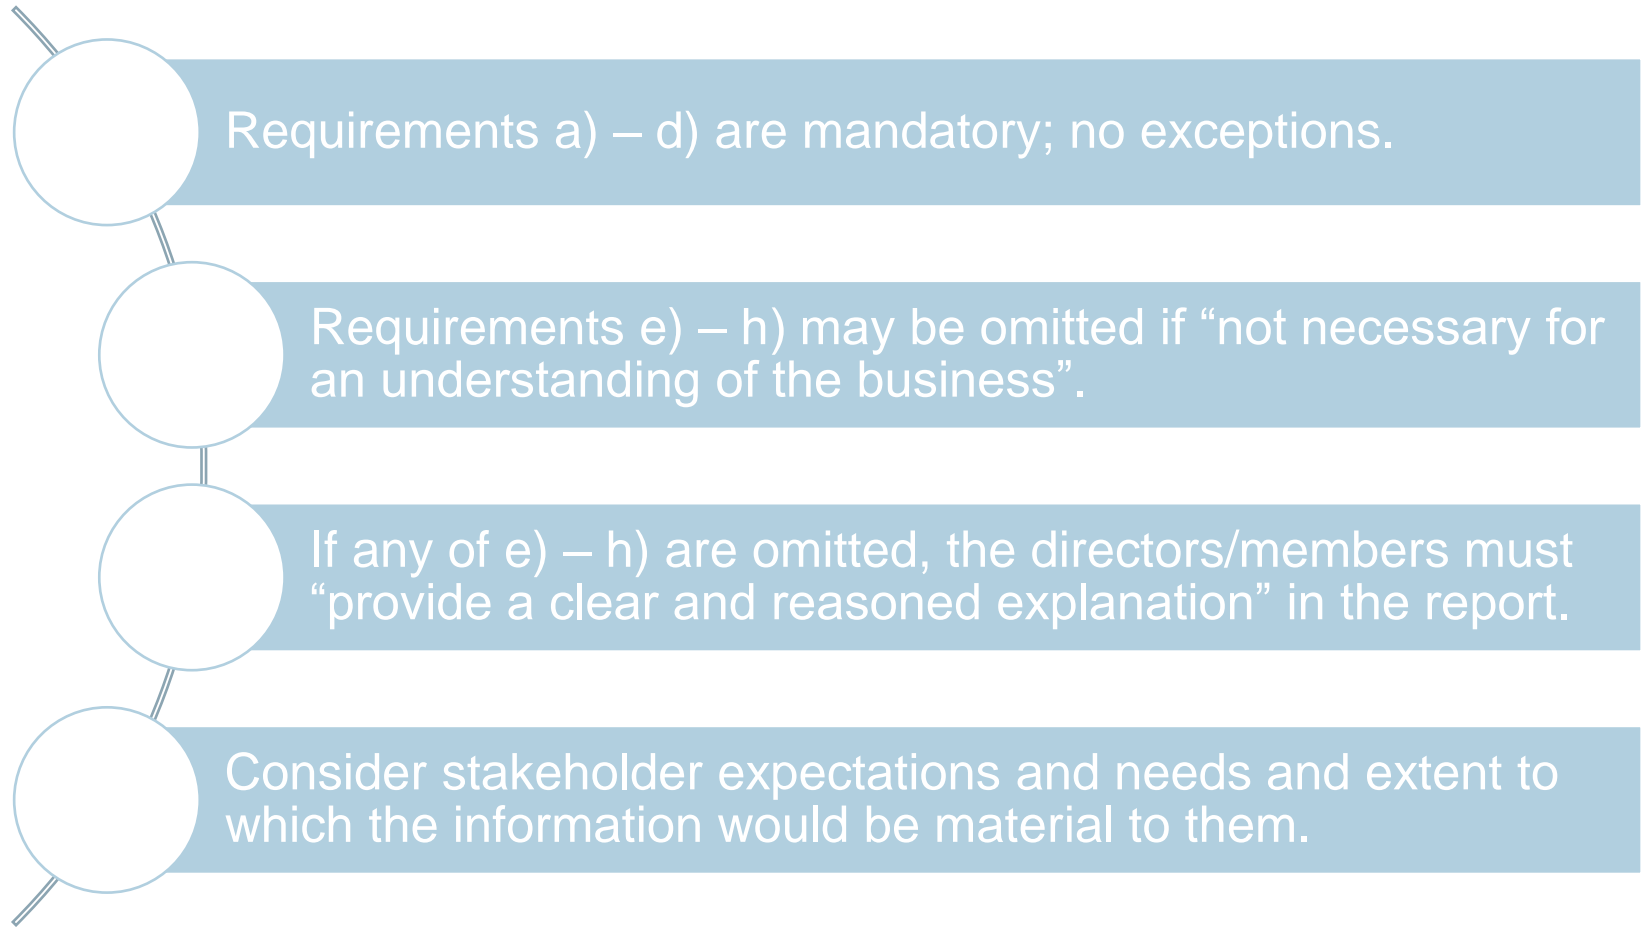 Requirements a) – d) are mandatory; no exceptions.
Requirements e) – h) may be omitted if “not necessary for
an understanding of the business”.
If any of e) – h) are omitted, the directors/members must
“provide a clear and reasoned explanation” in the report.
Consider stakeholder expectations and needs and extent to
which the information would be material to them.